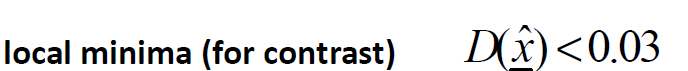 local minima (for contrast) D(x̲̂) < 0.03